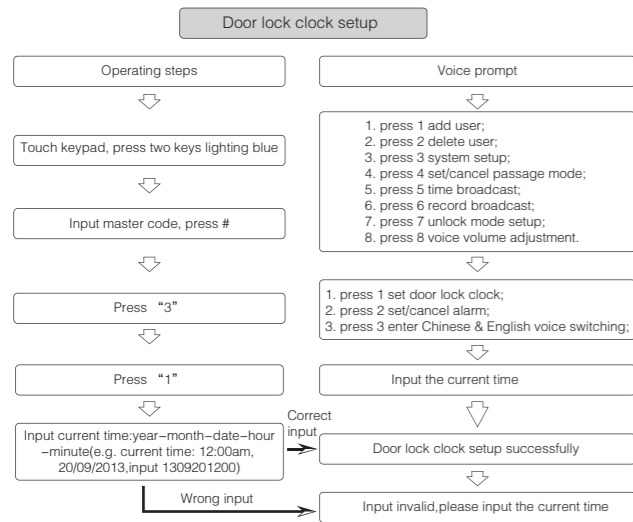 Door lock clock setup
Operating steps
Touch keypad, press two keys lighting blue
Input master code, press #
Press “3”
Press “1”
Input current time:year-month-date-hour
-minute(e.g. current time: 12:00am,
20/09/2013,input 1309201200)
Correct
input
Wrong input
Voice prompt
1. press 1 add user;
2. press 2 delete user;
3. press 3 system setup;
4. press 4 set/cancel passage mode;
5. press 5 time broadcast;
6. press 6 record broadcast;
7. press 7 unlock mode setup;
8. press 8 voice volume adjustment.
1. press 1 set door lock clock;
2. press 2 set/cancel alarm;
3. press 3 enter Chinese & English voice switching;
Input the current time
Door lock clock setup successfully
Input invalid,please input the current time